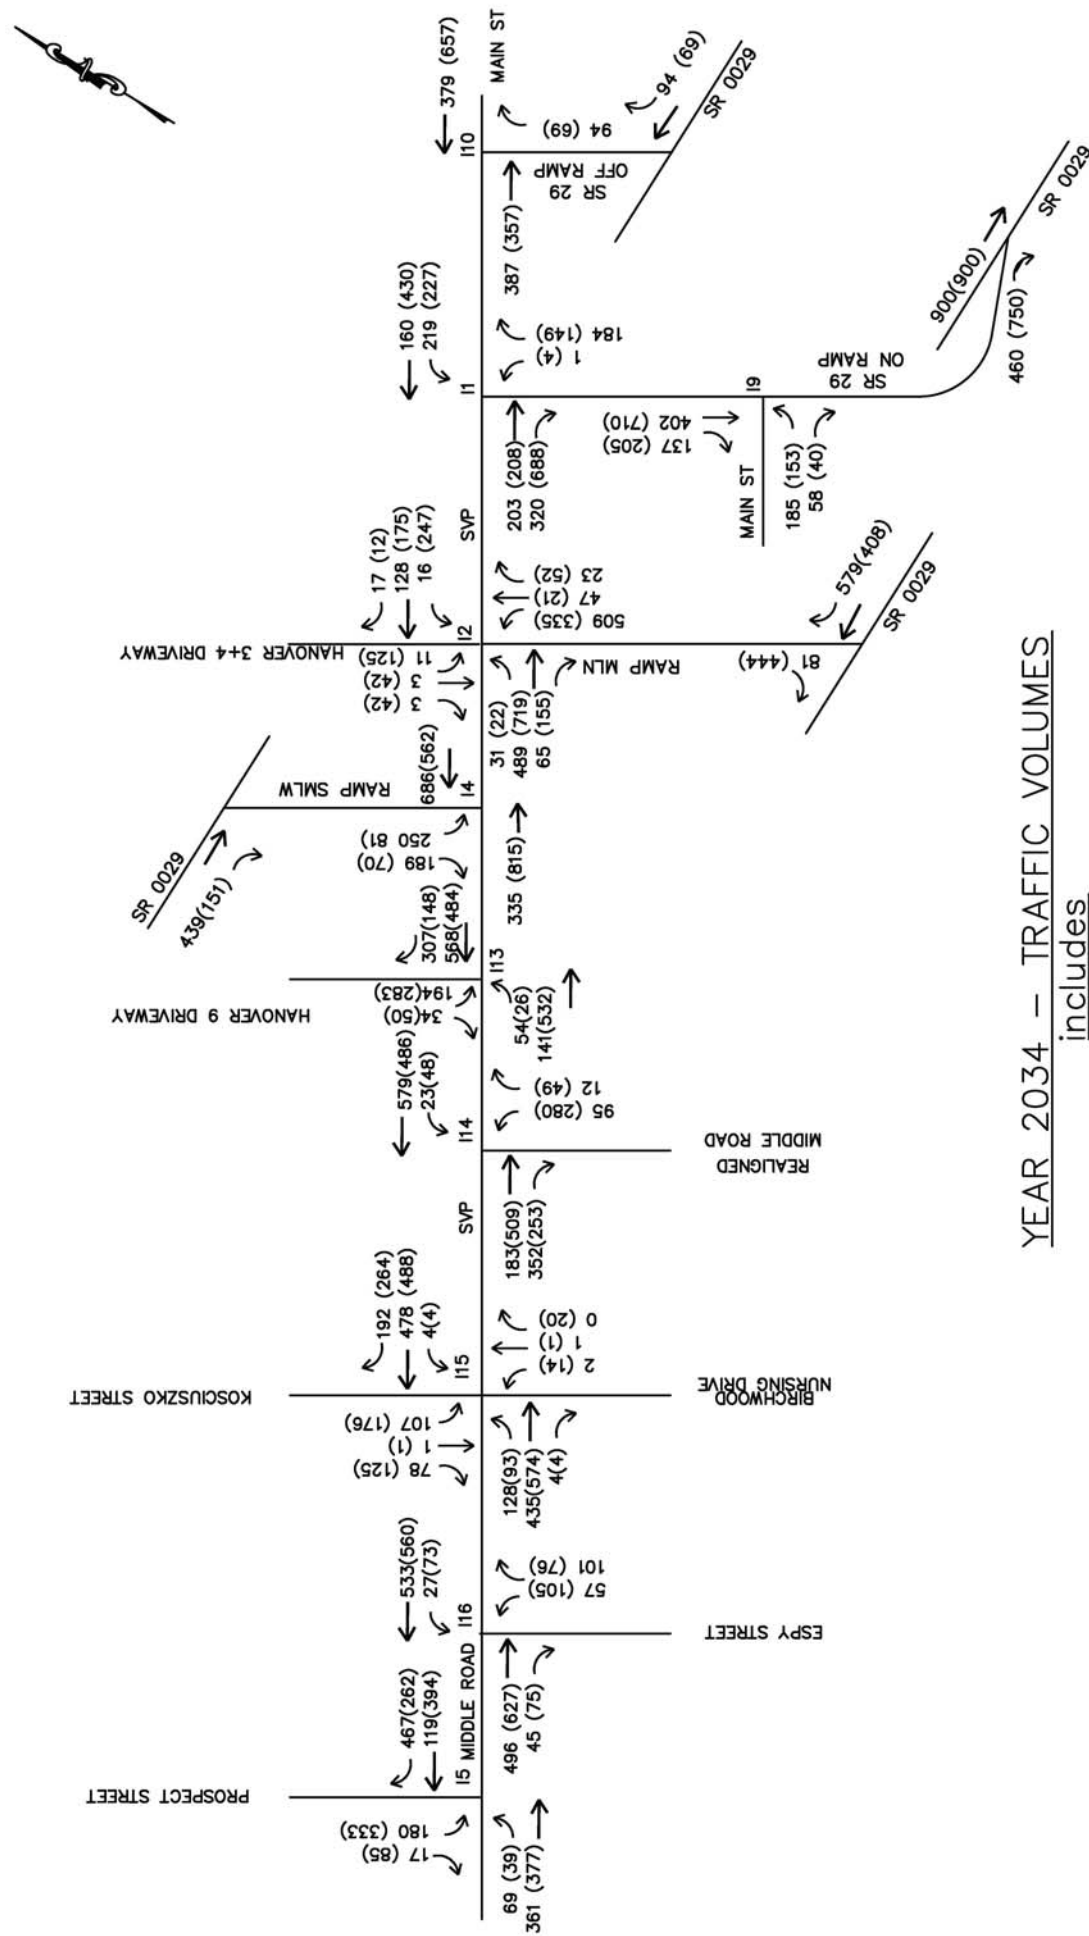 PROSPECT STREET
17 (85)
180 (333)
467(262)
119(394)
I5
MIDDLE ROAD
69 (39)
361 (377)
533(560)
27(73)
I16
496 (627)
45 (75)
57 (105)
101 (76)
ESPY STREET
KOSCIUSZKO STREET
78 (125)
1 (1)
107 (176)
192 (264)
478 (488)
4(4)
I15
128(93)
435(574)
4(4)
2 (14)
1 (1)
0 (20)
BIRCHWOOD
NURSING DRIVE
SVP
579(486)
23(48)
I14
183(509)
352(253)
95 (280)
12 (49)
REALIGNED
MIDDLE ROAD
HANOVER 9 DRIVEWAY
34(50)
194(283)
307(148)
568(484)
I13
54(26)
141(532)
SR 0029
439(151)
RAMP SMLW
189 (70)
250 81)
686(562)
I4
335 (815)
HANOVER 3+4 DRIVEWAY
3 (42)
3 (42)
11 (125)
17 (12)
128 (175)
16 (247)
I2
31 (22)
489 (719)
65 (155)
509 (335)
47 (21)
23 (52)
RAMP MLN
81 (444)
579(408)
SR 0029
SVP
160 (430)
219 (227)
I1
203 (208)
320 (688)
1 (4)
184 (149)
137 (205)
402 (710)
MAIN ST
I9
185 (153)
58 (40)
SR 29
ON RAMP
900(900)
460 (750)
SR 0029
379 (657)
I10
MAIN ST
387 (357)
94 (69)
SR 29
OFF RAMP
94 (69)
SR 0029
YEAR 2034 – TRAFFIC VOLUMES
includes